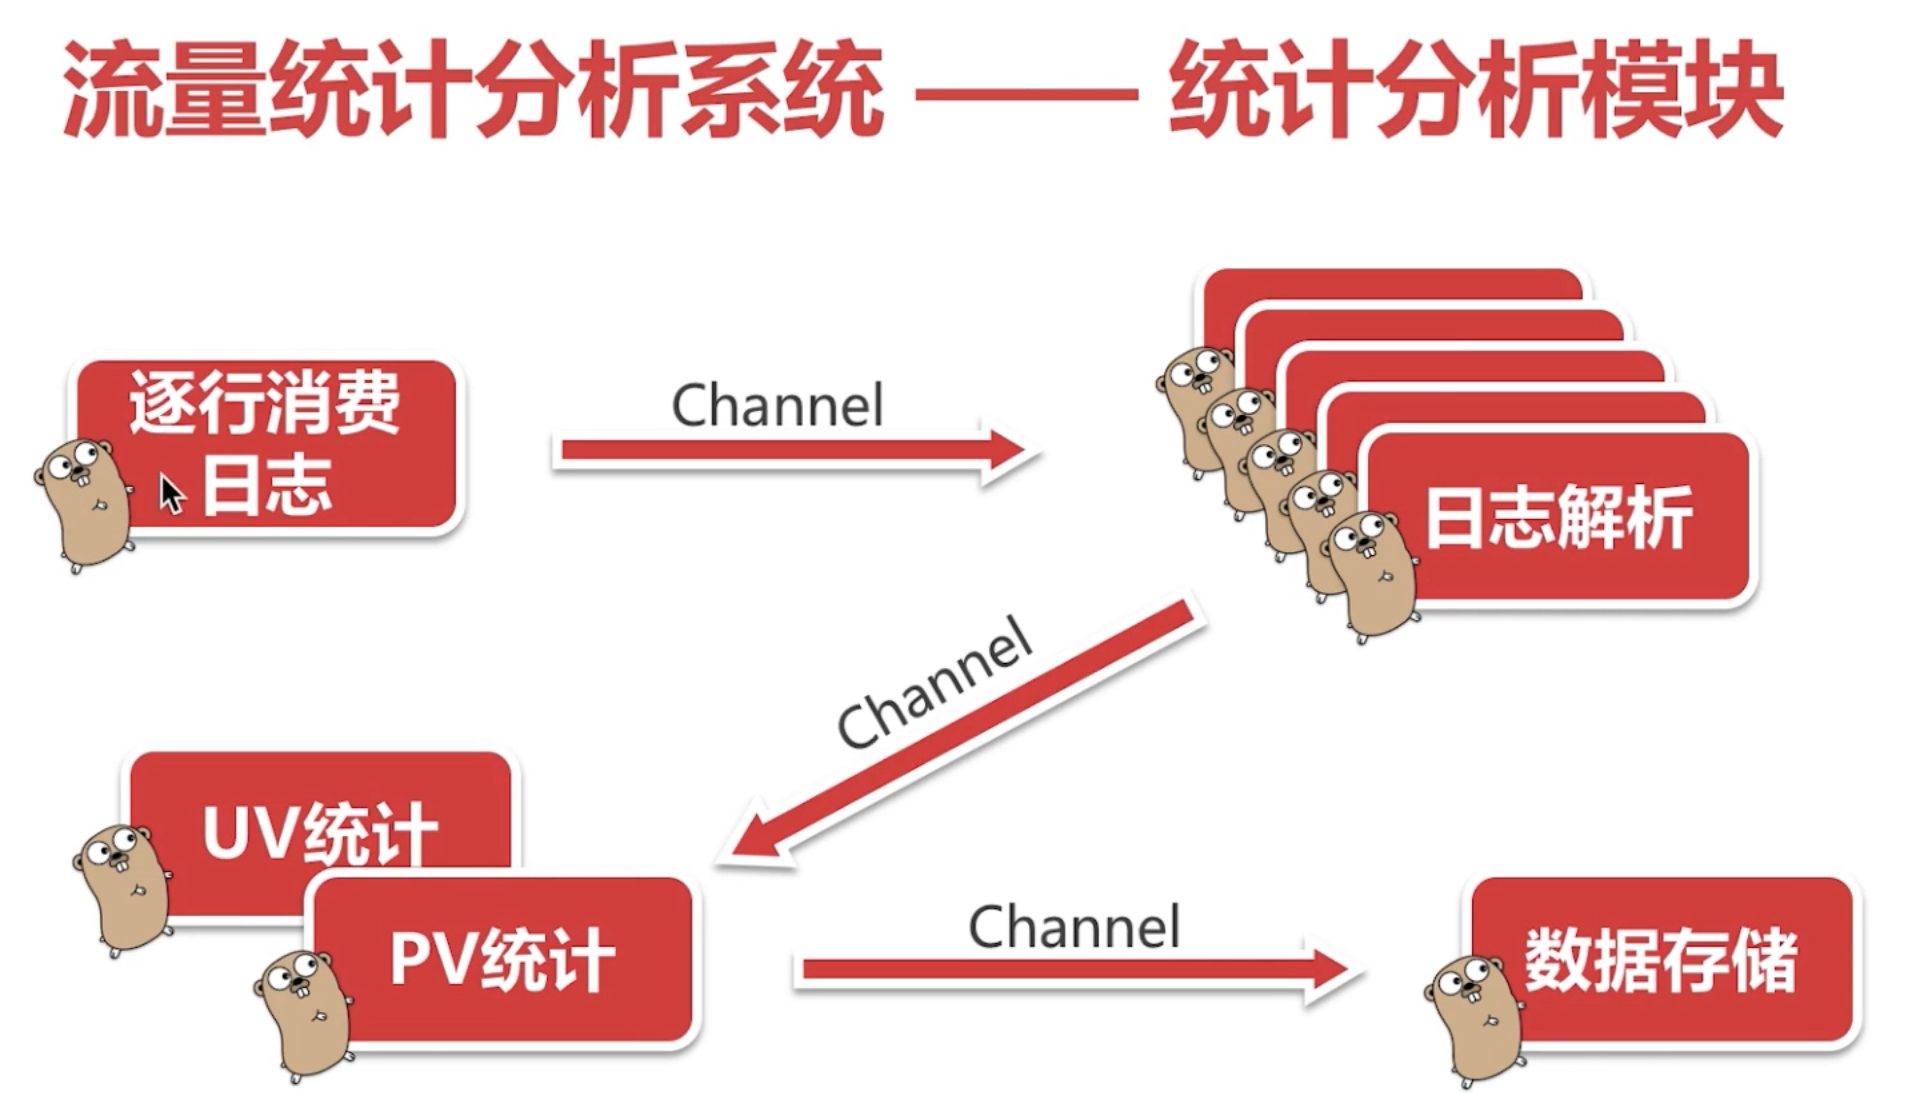 流量统计分析系统 —— 统计分析模块
逐行消费
日志
Channel
日志解析
Channel
UV统计
PV统计
Channel
数据存储